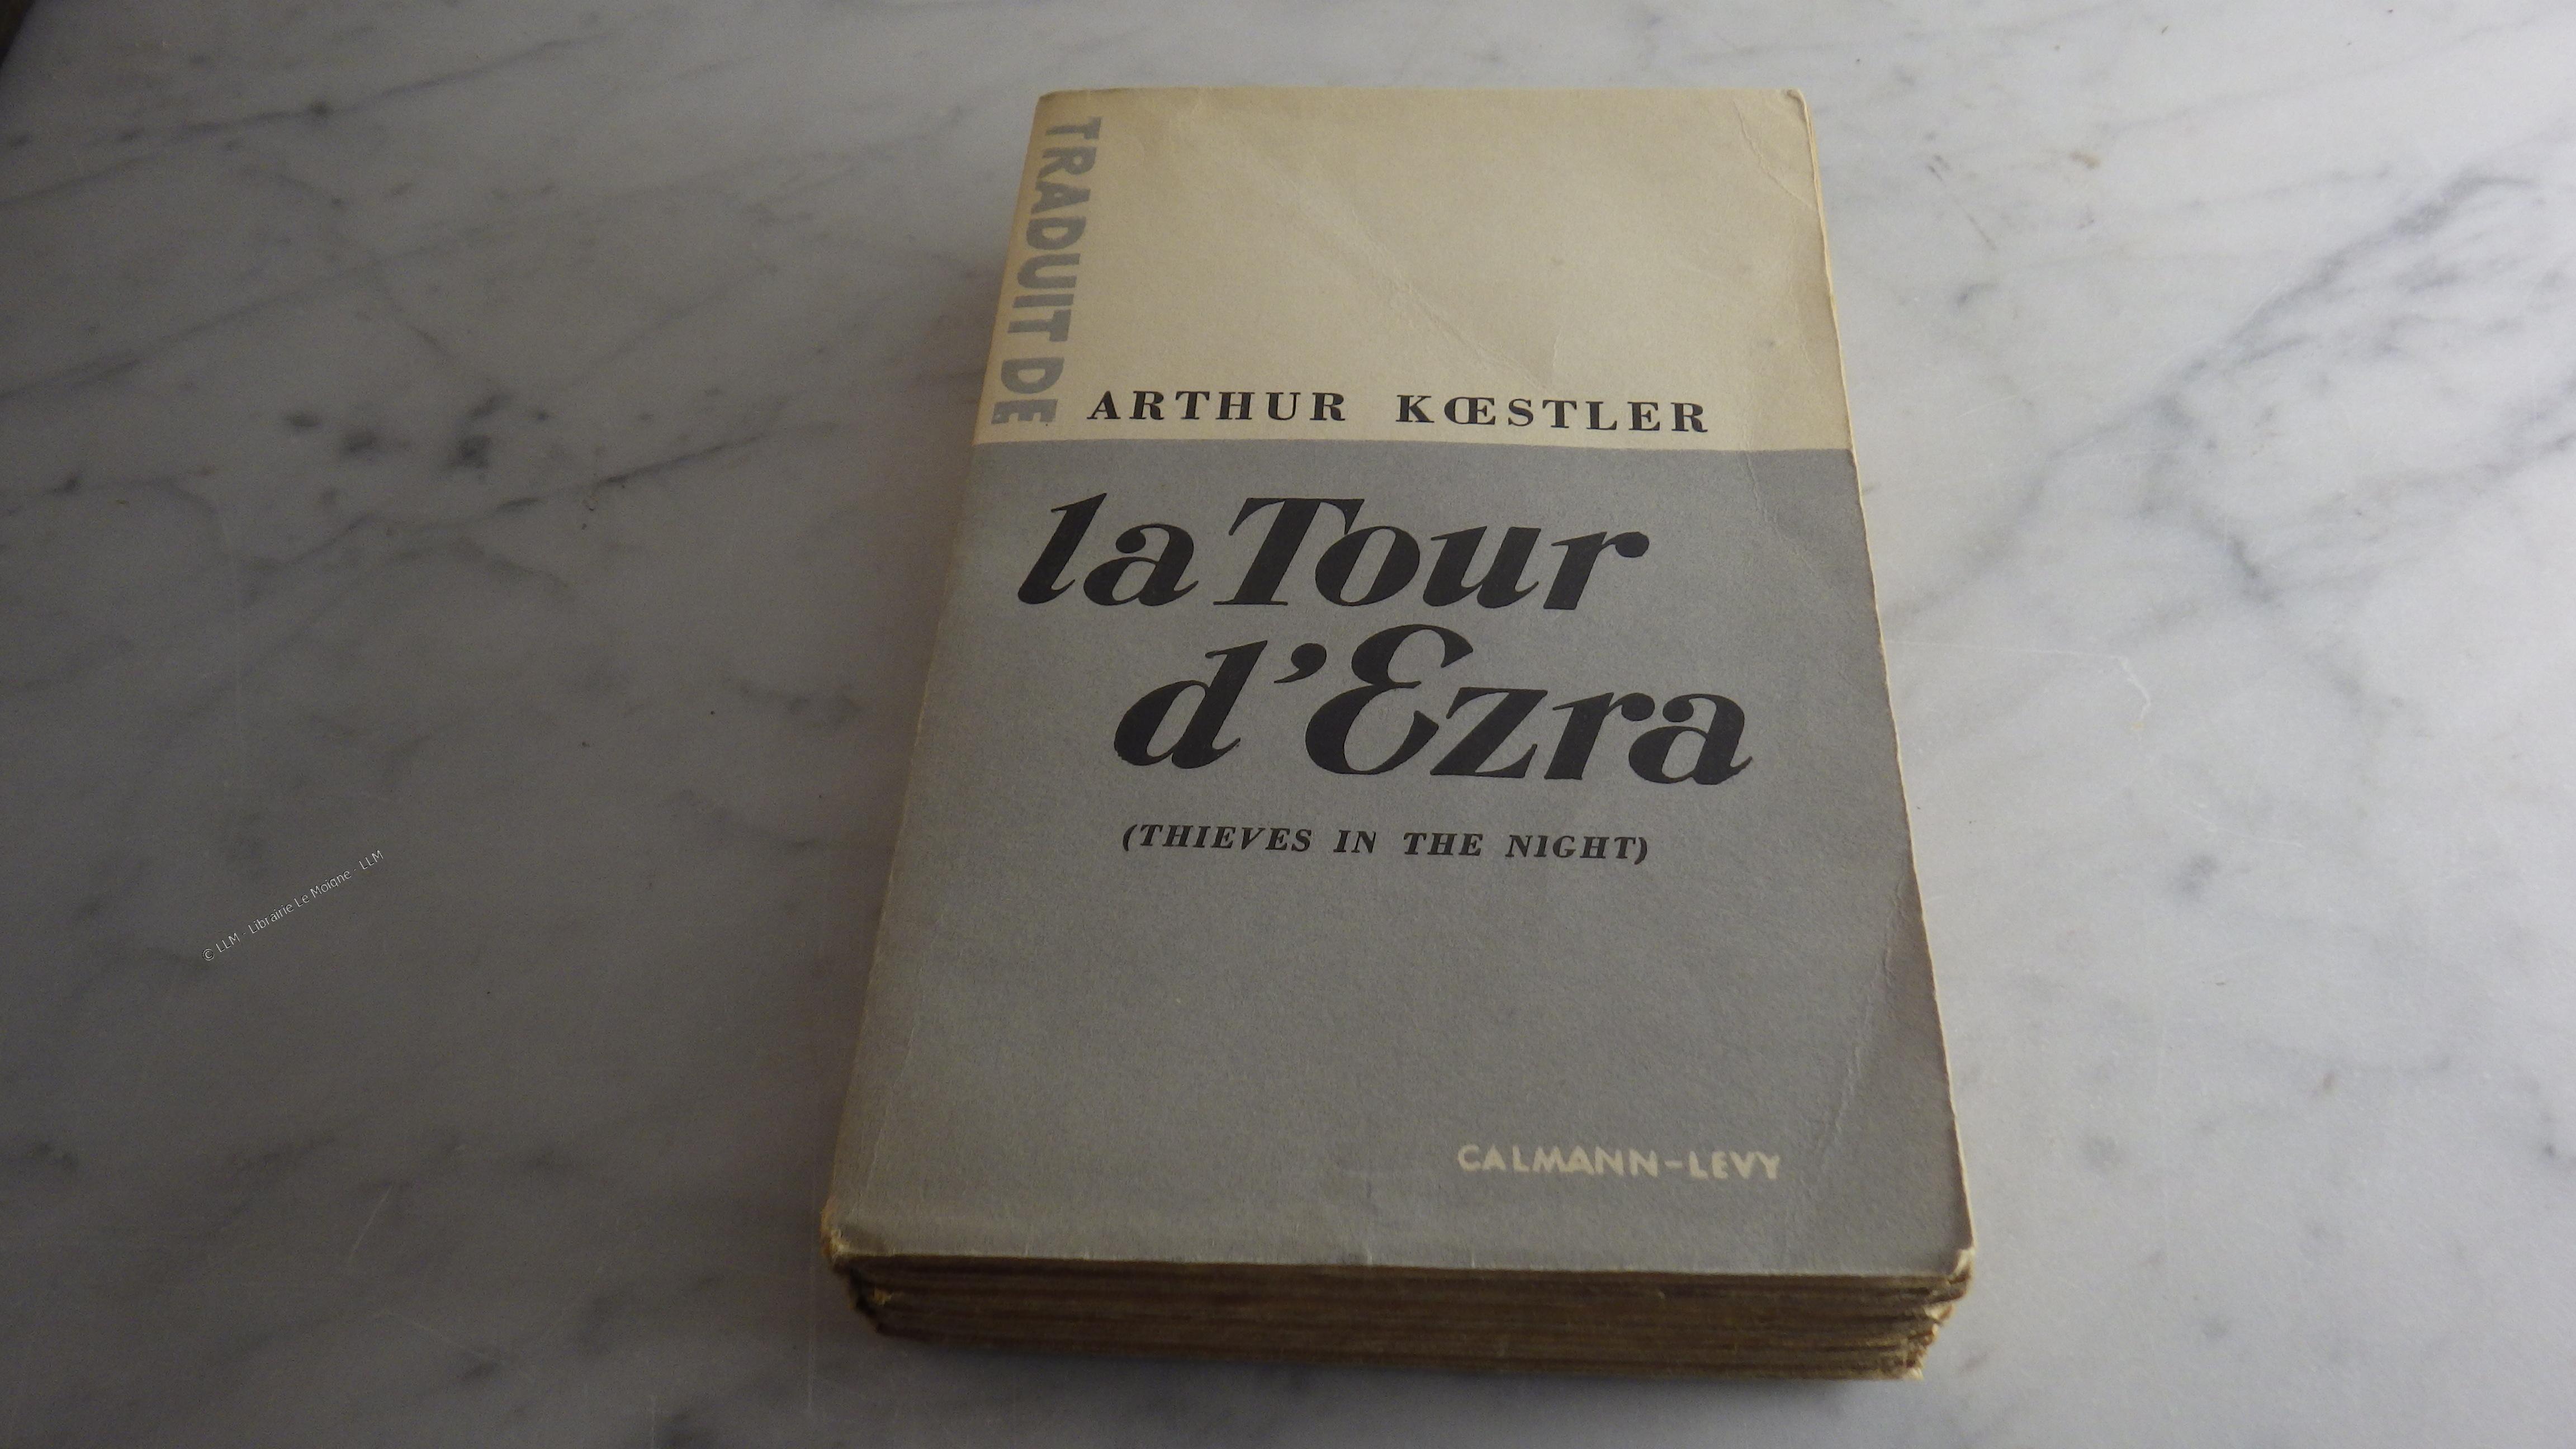 TRADUIT DE
ARTHUR KŒSTLER
la Tour
d'Ezra
(THIEVES IN THE NIGHT)
CALMANN-LEVY
© LLM - Librairie Le Moigne - LLM